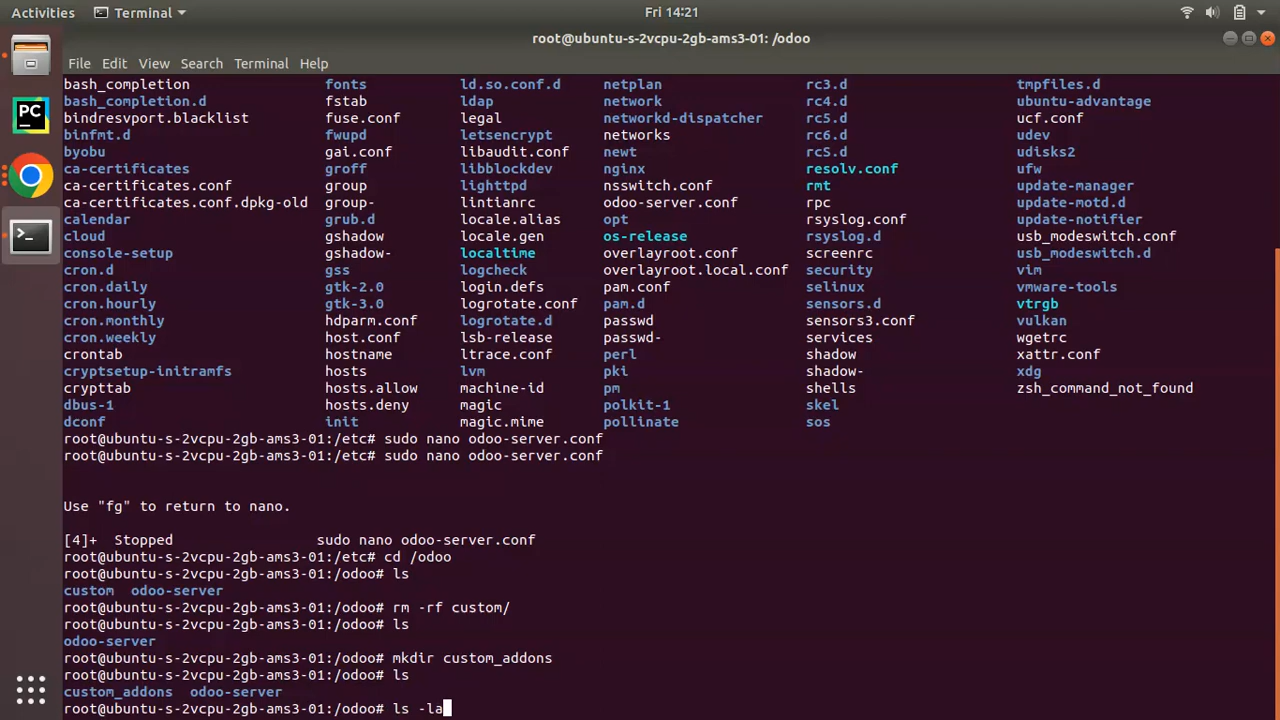 Activities Terminal Fri 14:21
root@ubuntu-s-2vcpu-2gb-ams3-01: /odoo
File Edit View Search Terminal Help
bash_completion fonts ld.so.conf.d netplan rc3.d tmpfiles.d
bash_completion.d fstab ldap network rc4.d ubuntu-advantage
bindresvport.blacklist fuse.conf legal networkd-dispatcher rc5.d ucf.conf
binfmt.d fwupd letsencrypt networks rc6.d udev
byobu gai.conf libaudit.conf newt rcS.d udisks2
ca-certificates groff libblockdev nginx resolv.conf ufw
ca-certificates.conf group lighttpd nsswitch.conf rmt update-manager
ca-certificates.conf.dpkg-old group- lintianrc odoo-server.conf rpc update-motd.d
calendar grub.d locale.alias opt rsyslog.conf update-notifier
cloud gshadow locale.gen os-release rsyslog.d usb_modeswitch.conf
console-setup gshadow- localtime overlayroot.conf screenrc usb_modeswitch.d
cron.d gss logcheck overlayroot.local.conf security vim
cron.daily gtk-2.0 login.defs pam.conf selinux vmware-tools
cron.hourly gtk-3.0 logrotate.conf pam.d sensors.d vtrgb
cron.monthly hdparm.conf logrotate.d passwd sensors3.conf vulkan
cron.weekly host.conf lsb-release passwd- services wgetrc
crontab hostname ltrace.conf perl shadow xattr.conf
cryptsetup-initramfs hosts lvm pki shadow- xdg
crypttab hosts.allow machine-id pm shells zsh_command_not_found
dbus-1 hosts.deny magic polkit-1 skel
dconf init magic.mime pollinate sos
root@ubuntu-s-2vcpu-2gb-ams3-01:/etc# sudo nano odoo-server.conf
root@ubuntu-s-2vcpu-2gb-ams3-01:/etc# sudo nano odoo-server.conf
Use "fg" to return to nano.
[4]+ Stopped sudo nano odoo-server.conf
root@ubuntu-s-2vcpu-2gb-ams3-01:/etc# cd /odoo
root@ubuntu-s-2vcpu-2gb-ams3-01:/odoo# ls
custom odoo-server
root@ubuntu-s-2vcpu-2gb-ams3-01:/odoo# rm -rf custom/
root@ubuntu-s-2vcpu-2gb-ams3-01:/odoo# ls
odoo-server
root@ubuntu-s-2vcpu-2gb-ams3-01:/odoo# mkdir custom_addons
root@ubuntu-s-2vcpu-2gb-ams3-01:/odoo# ls
custom_addons odoo-server
root@ubuntu-s-2vcpu-2gb-ams3-01:/odoo# ls -la
PC